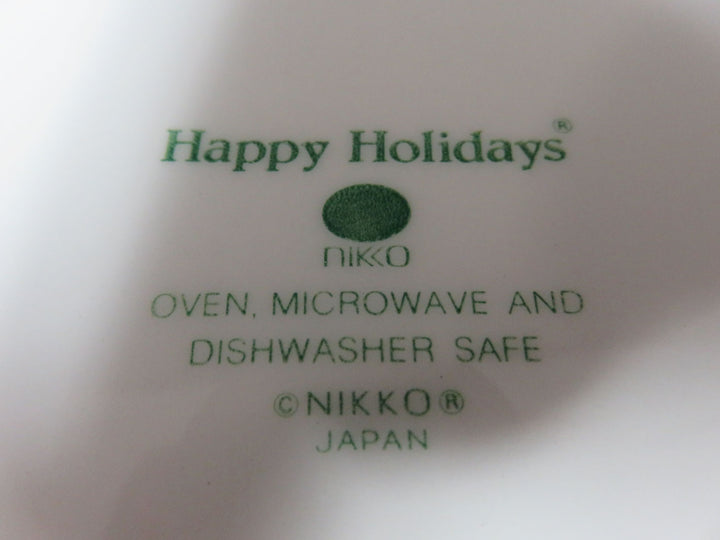 Happy Holidays®
nikko
OVEN, MICROWAVE AND
DISHWASHER SAFE
©NIKKO®
JAPAN